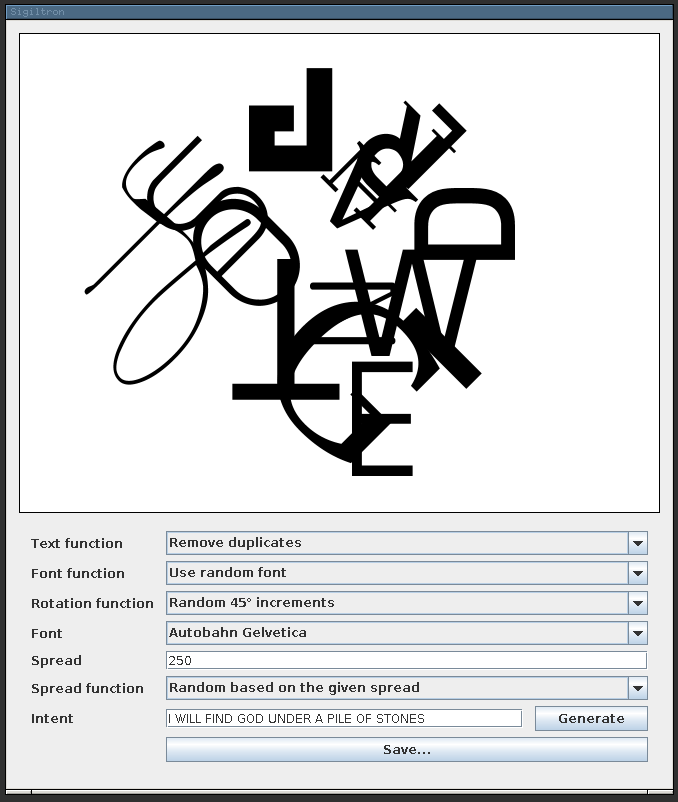 Sigiltron
Text function Remove duplicates
Font function Use random font
Rotation function Random 45° increments
Font Autobahn Gelvetica
Spread 250
Spread function Random based on the given spread
Intent I WILL FIND GOD UNDER A PILE OF STONES Generate
Save...